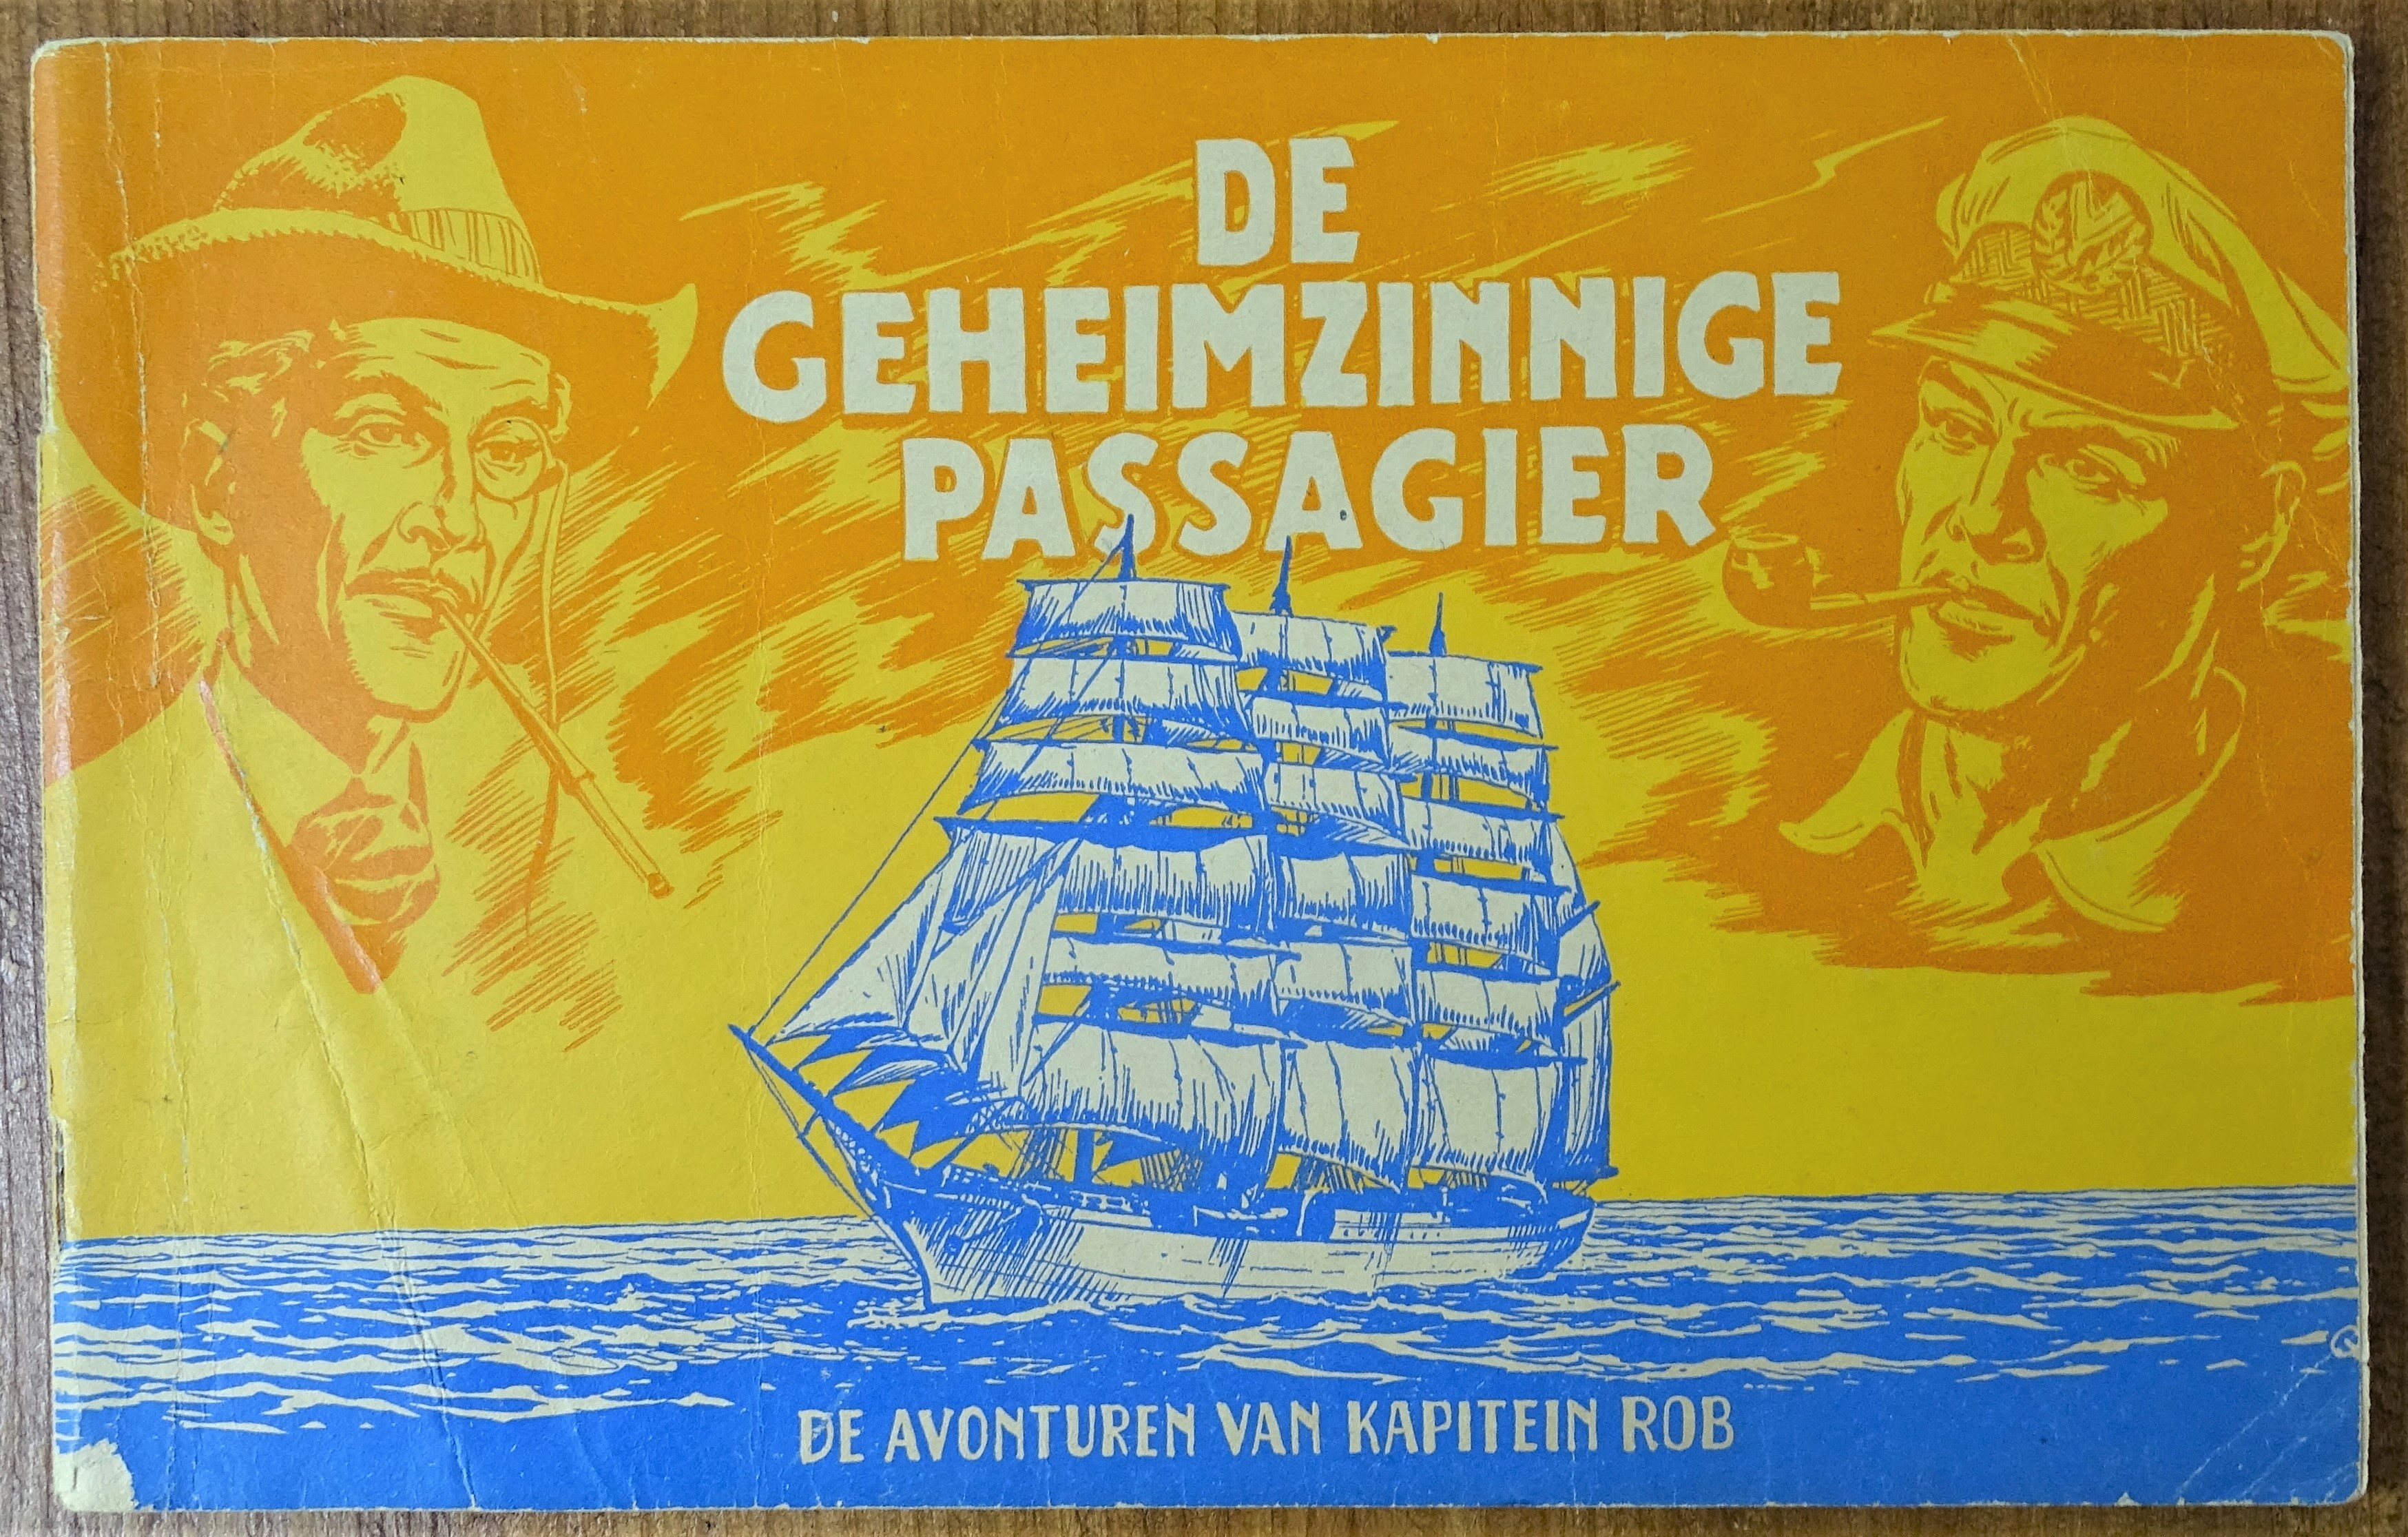 DE
GEHEIMZINNIGE
PASSAGIER
DE AVONTUREN VAN KAPITEIN ROB